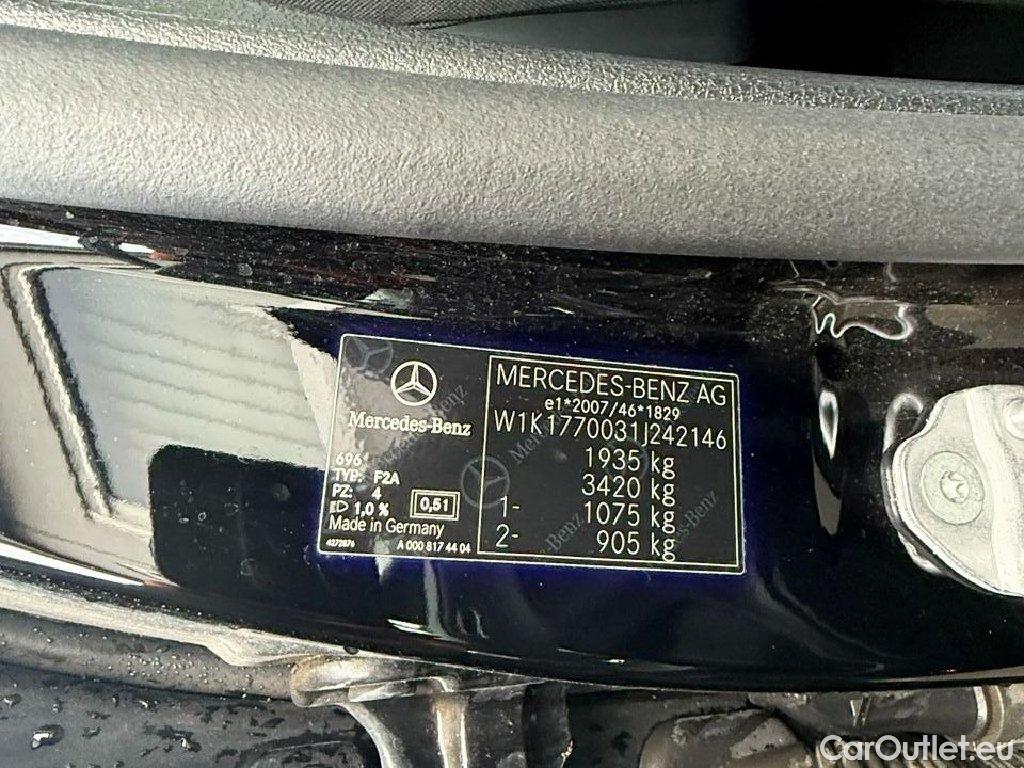 Mercedes-Benz
696
TYP: F2A
PZ: 4
1,0 %
0,51
Made in Germany
4272876
A 000 817 44 04
MERCEDES-BENZ AG
e1*2007/46*1829
W1K1770031J242146
1935 kg
3420 kg
1- 1075 kg
2- 905 kg
CarOutlet.eu